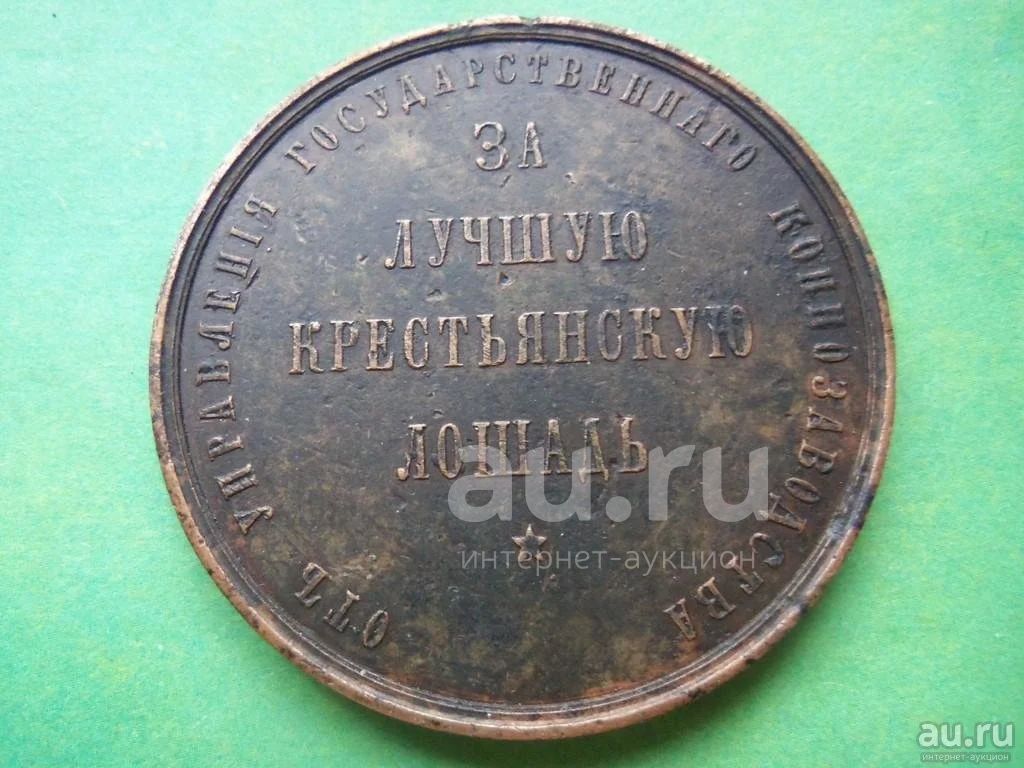 ОТЪ УПРАВЛЕНІЯ ГОСУДАРСТВЕННАГО КОННОЗАВОДСТВА
ЗА
ЛУЧШУЮ
КРЕСТЬЯНСКУЮ
ЛОШАДЬ
au.ru
интернет-аукцион
au.ru
интернет-аукцион